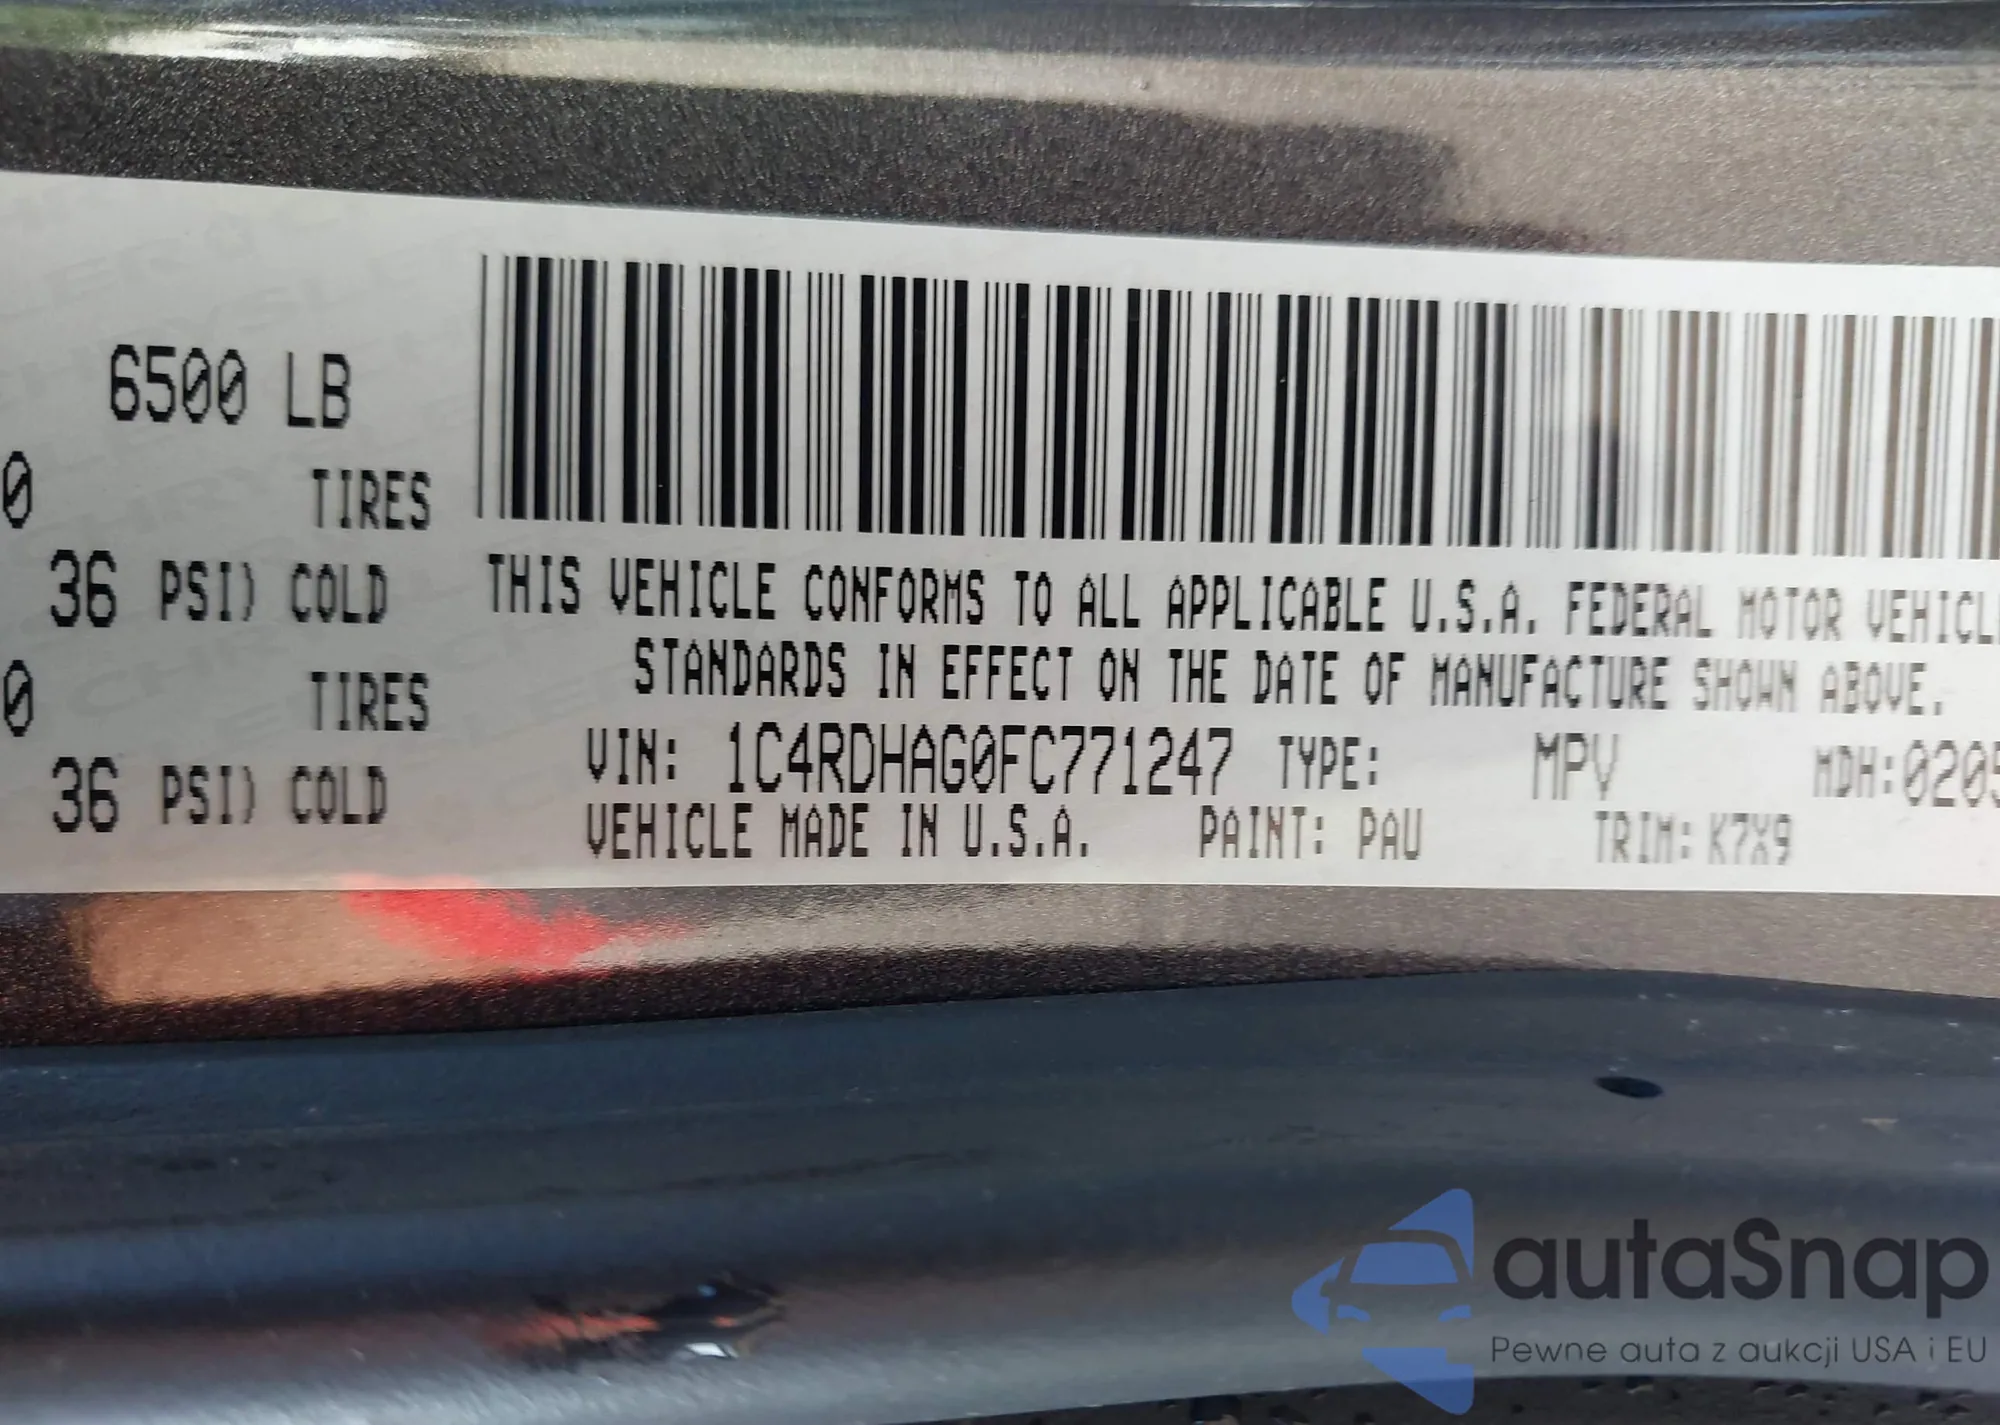 6500 LB
0 TIRES
36 PSI) COLD
0 TIRES
36 PSI) COLD
THIS VEHICLE CONFORMS TO ALL APPLICABLE U.S.A. FEDERAL MOTOR VEHICL
STANDARDS IN EFFECT ON THE DATE OF MANUFACTURE SHOWN ABOVE.
VIN: 1C4RDHAG0FC771247 TYPE: MPV MDH:0205
VEHICLE MADE IN U.S.A. PAINT: PAU TRIM: K7X9
autaSnap
Pewne auta z aukcji USA i EU